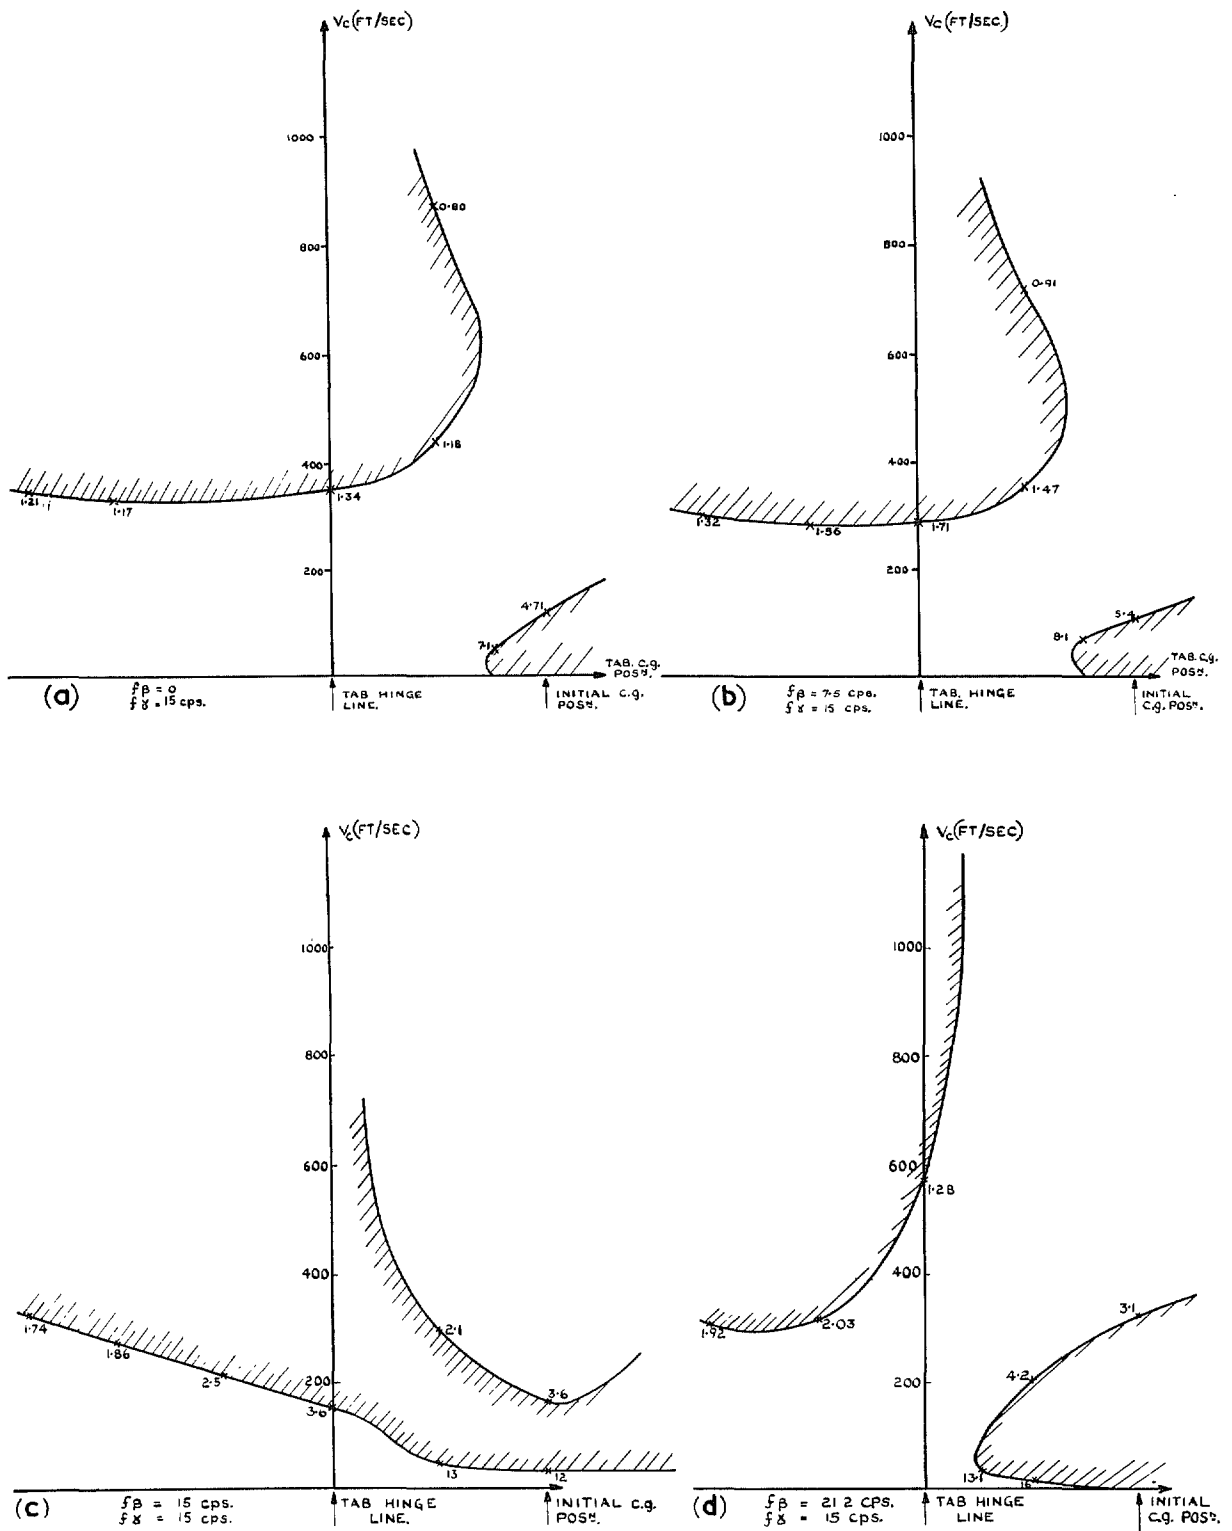 Vc (FT/SEC)
1000
0·80
800
600
1·18
400
1·21
1·17
1·34
200
4·71
7·1
TAB. C.g.
POSⁿ.
(a)
fβ = 0
fγ = 15 cps.
TAB HINGE
LINE.
INITIAL C.g.
POSⁿ.
Vc (FT/SEC)
1000
800
0·91
600
400
1·47
1·32
1·56
1·71
200
5·4
8·1
TAB. C.g.
POSⁿ.
(b)
fβ = 7·5 cps.
fγ = 15 cps.
TAB. HINGE
LINE.
INITIAL
C.g. POSⁿ.
Vc (FT/SEC)
1000
800
600
400
2·1
1·74
1·86
2·5
200
3·6
3·6
13
12
(c)
fβ = 15 cps.
fγ = 15 cps.
TAB HINGE
LINE.
INITIAL C.g.
POSⁿ.
Vc (FT/SEC)
1000
800
600
1·28
400
1·92
2·03
3·1
200
4·2
13·1
16
(d)
fβ = 21 2 CPS.
fγ = 15 CPS.
TAB HINGE
LINE
INITIAL
C.g. POSⁿ.